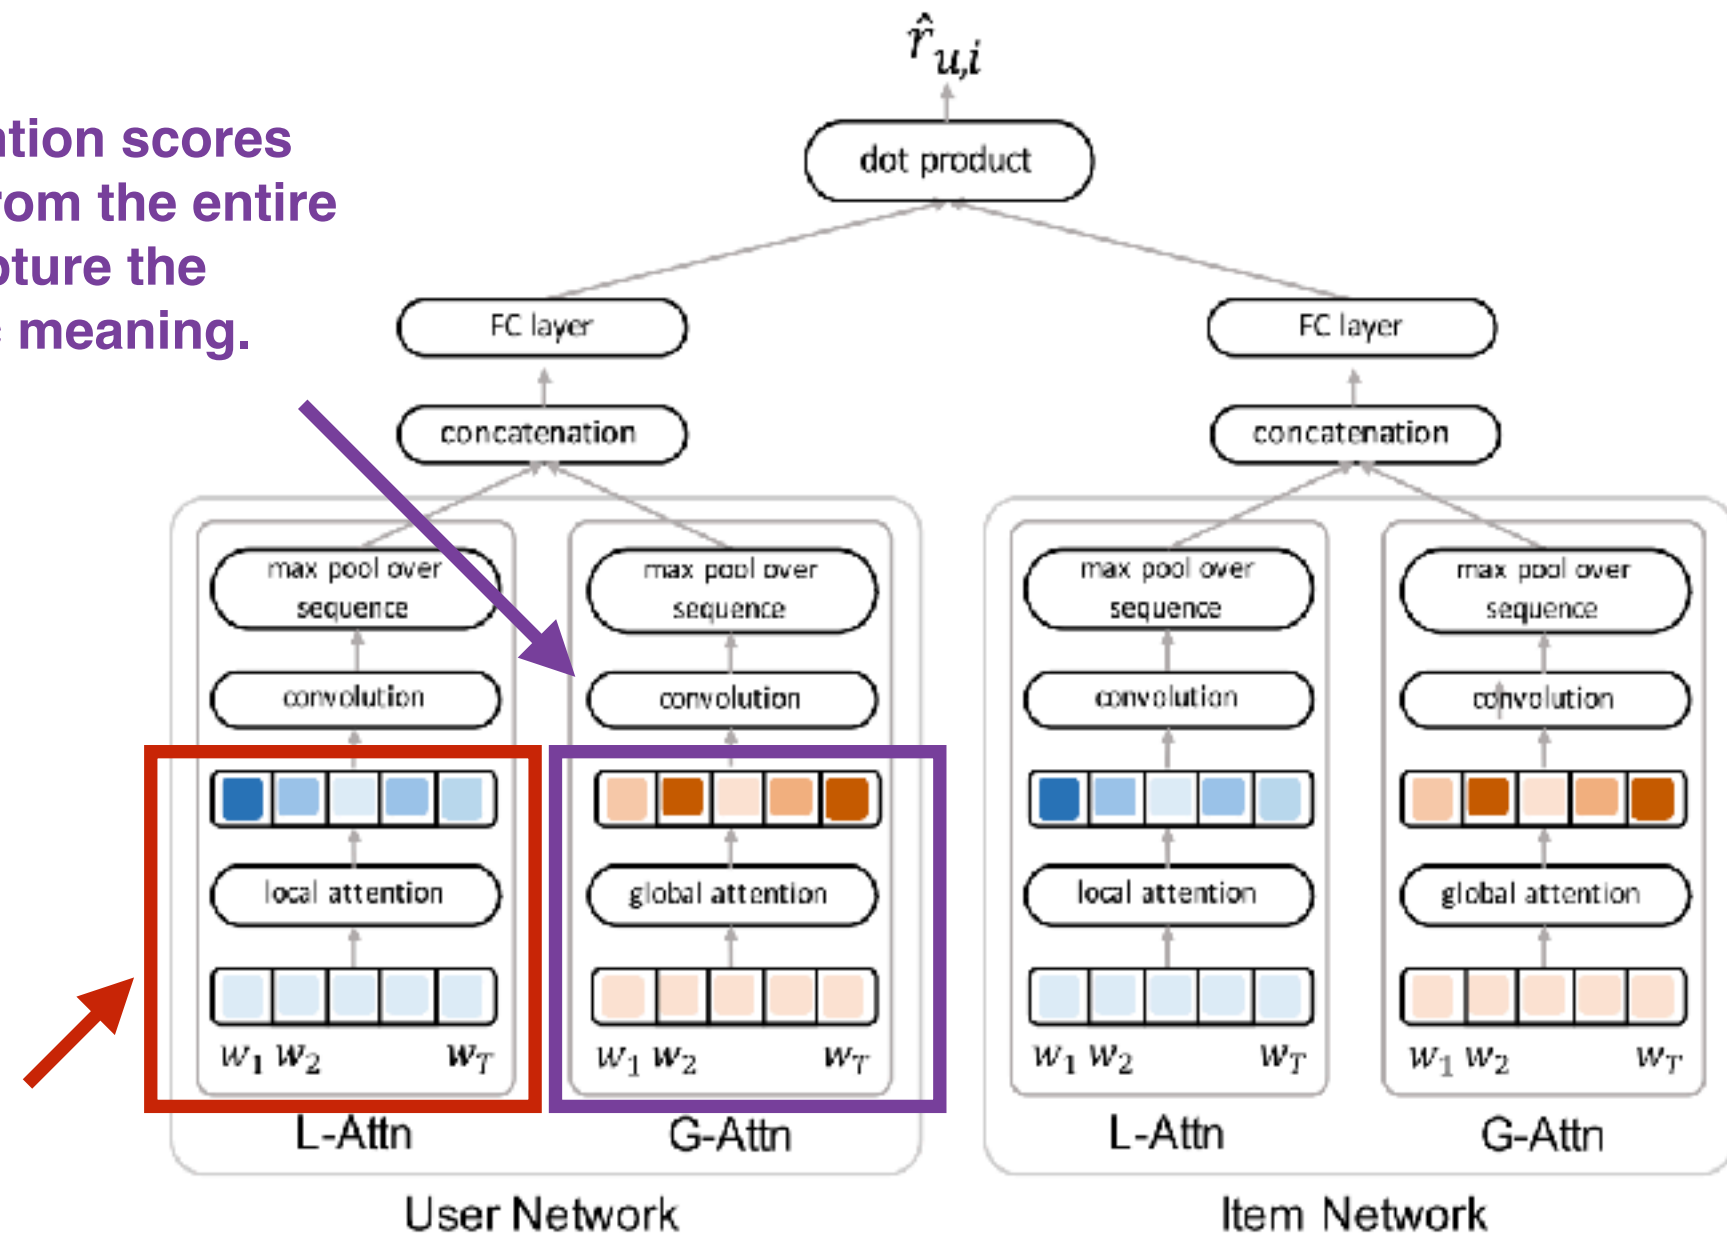 r̂u,i
dot product
ation scores
rom the entire
pture the
meaning.
FC layer
FC layer
concatenation
concatenation
max pool over
sequence
max pool over
sequence
max pool over
sequence
max pool over
sequence
convolution
convolution
convolution
convolution
local attention
global attention
local attention
global attention
w1 w2 wT
w1 w2 wT
w1 w2 wT
w1 w2 wT
L-Attn
G-Attn
L-Attn
G-Attn
User Network
Item Network